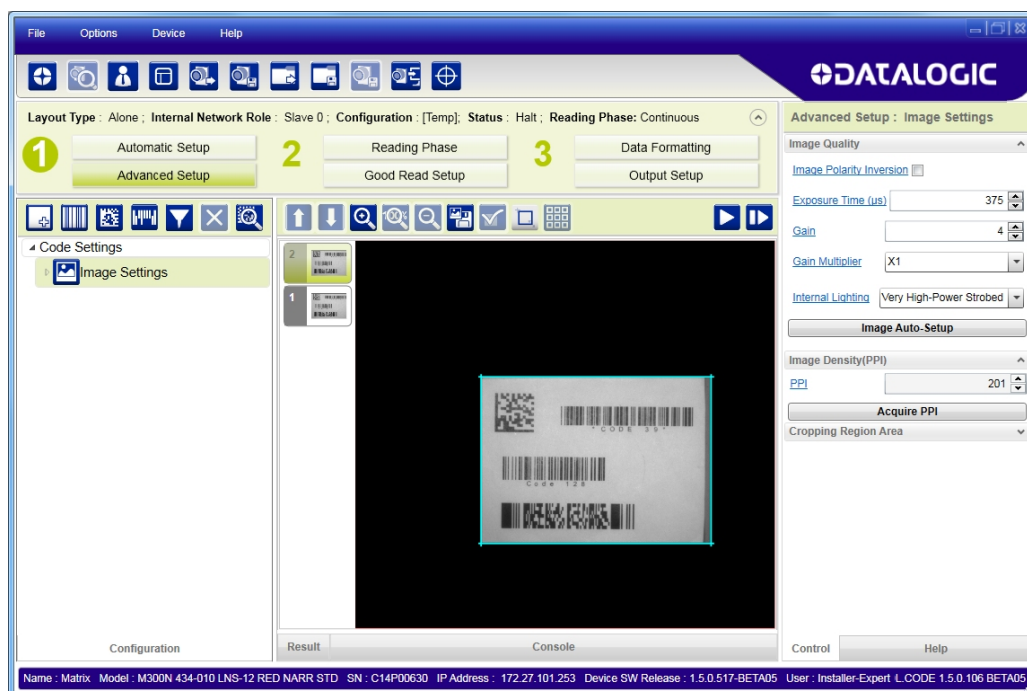 File Options Device Help
DATALOGIC
Layout Type : Alone ; Internal Network Role : Slave 0 ; Configuration : [Temp]; Status : Halt ; Reading Phase: Continuous
1 Automatic Setup 2 Reading Phase 3 Data Formatting
Advanced Setup Good Read Setup Output Setup
Advanced Setup : Image Settings
Image Quality
Image Polarity Inversion
Exposure Time (µs) 375
Gain 4
Gain Multiplier X1
Internal Lighting Very High-Power Strobed
Image Auto-Setup
Image Density(PPI)
PPI 201
Acquire PPI
Cropping Region Area
Code Settings
Image Settings
100%
2
1
*CODE 39*
Code 128
Configuration Result Console Control Help
Name : Matrix Model : M300N 434-010 LNS-12 RED NARR STD SN : C14P00630 IP Address : 172.27.101.253 Device SW Release : 1.5.0.517-BETA05 User : Installer-Expert L.CODE 1.5.0.106 BETA05